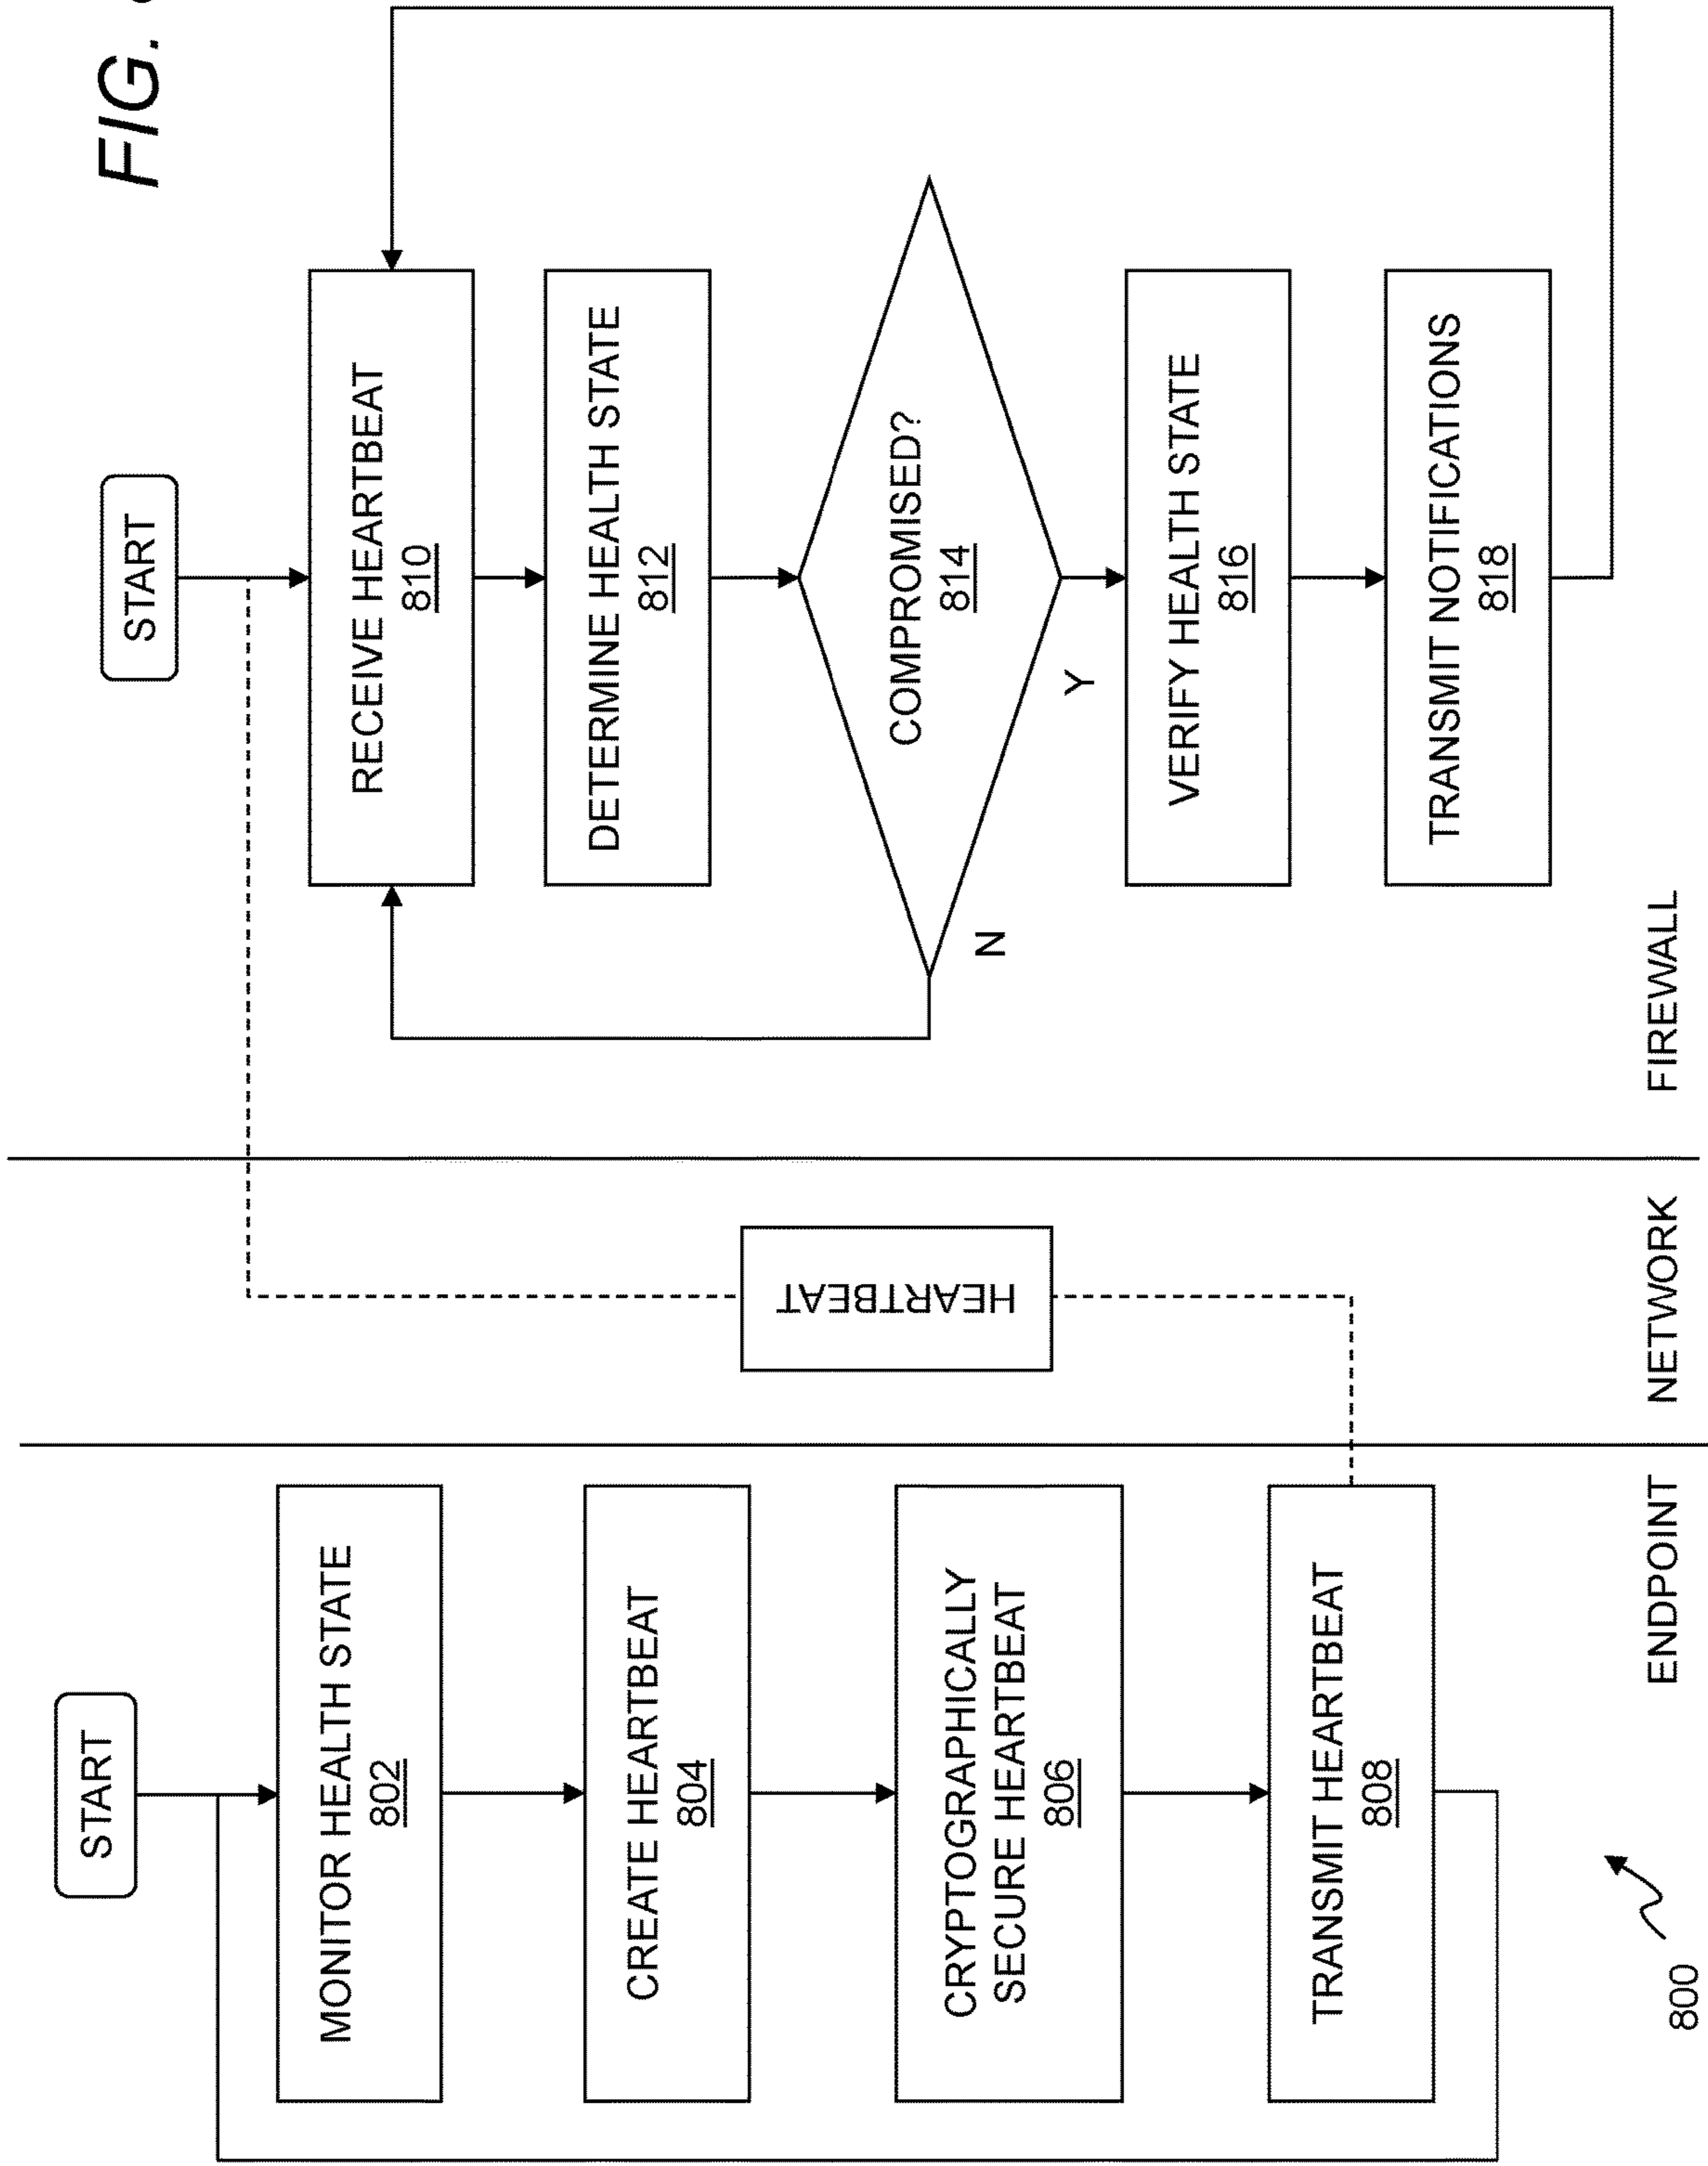 FIG.
START
MONITOR HEALTH STATE
802
CREATE HEARTBEAT
804
CRYPTOGRAPHICALLY
SECURE HEARTBEAT
806
TRANSMIT HEARTBEAT
808
ENDPOINT
800
HEARTBEAT
NETWORK
START
RECEIVE HEARTBEAT
810
DETERMINE HEALTH STATE
812
COMPROMISED?
814
N
Y
VERIFY HEALTH STATE
816
TRANSMIT NOTIFICATIONS
818
FIREWALL